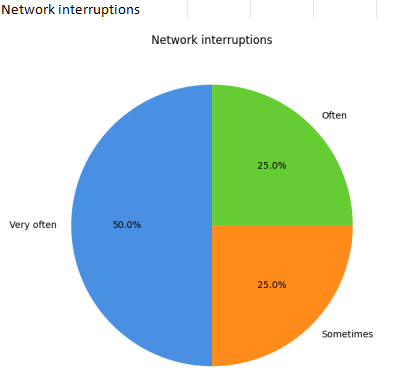 Network interruptions
Network interruptions
Often
25.0%
Very often
50.0%
25.0%
Sometimes